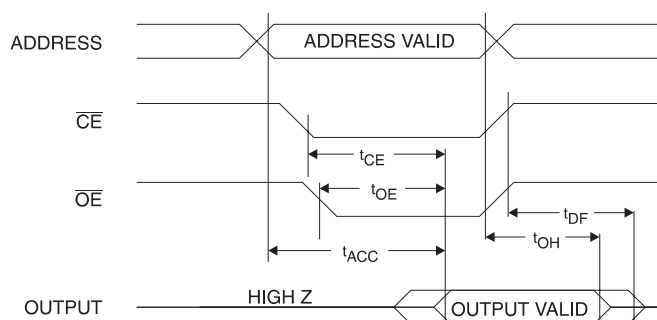 ADDRESS
ADDRESS VALID
CE
tCE
OE
tOE
tDF
tOH
tACC
HIGH Z
OUTPUT
OUTPUT VALID